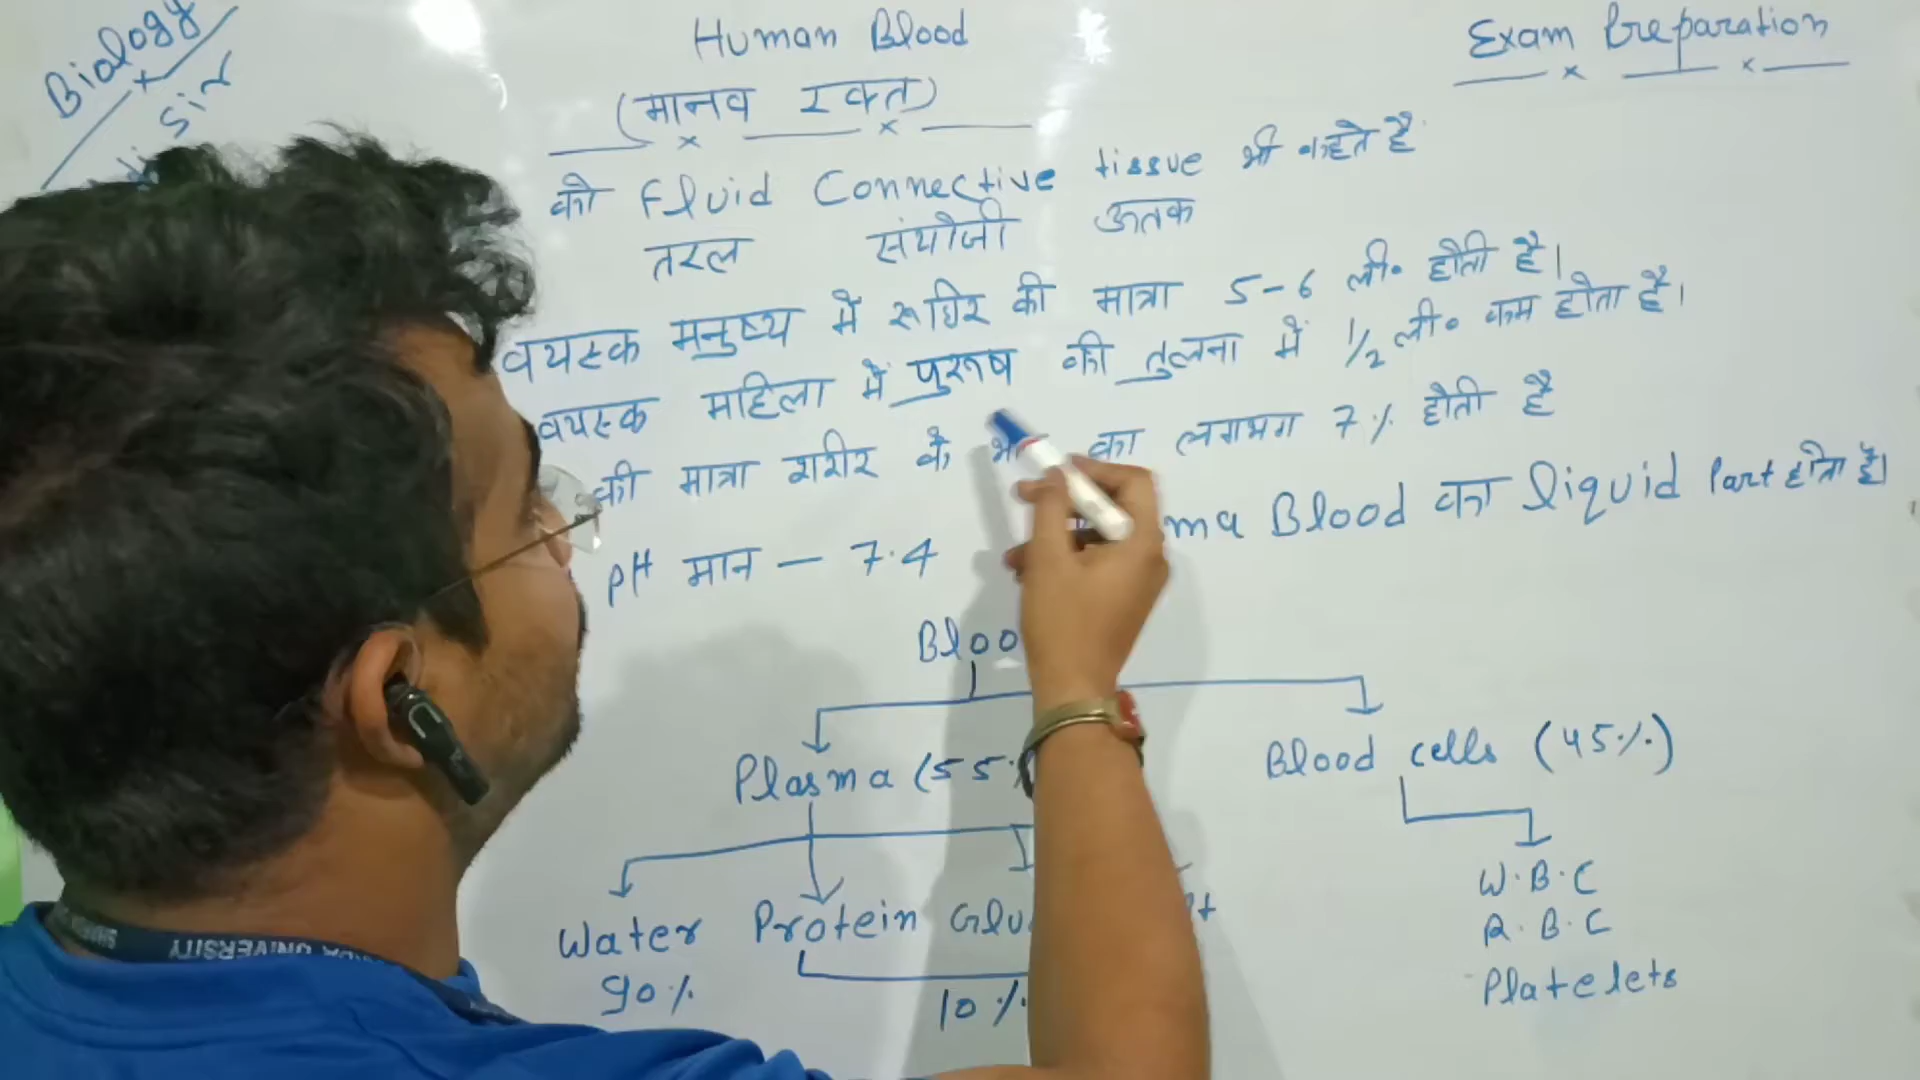 Biology
Sir
Human Blood
Exam Preparation
(मानव रक्त)
को Fluid Connective tissue भी कहते हैं
तरल संयोजी ऊतक
वयस्क मनुष्य में रूधिर की मात्रा 5-6 ली० होती है।
वयस्क महिला में पुरूष की तुलना में 1/2 ली० कम होता है।
की मात्रा शरीर के का लगभग 7% होती है
pH मान — 7.4
Blood का liquid Part होता है।
Plasma (55%
Blood cells (45%)
W.B.C
R.B.C
Platelets
Water Protein
90%
10%
UNIVERSITY